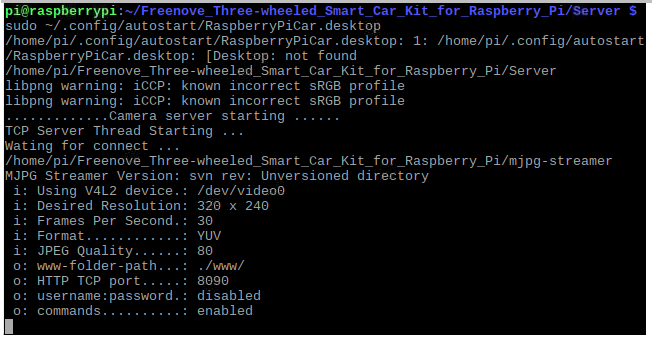 pi@raspberrypi:~/Freenove_Three-wheeled_Smart_Car_Kit_for_Raspberry_Pi/Server $
sudo ~/.config/autostart/RaspberryPiCar.desktop
/home/pi/.config/autostart/RaspberryPiCar.desktop: 1: /home/pi/.config/autostart
/RaspberryPiCar.desktop: [Desktop: not found
/home/pi/Freenove_Three-wheeled_Smart_Car_Kit_for_Raspberry_Pi/Server
libpng warning: iCCP: known incorrect sRGB profile
libpng warning: iCCP: known incorrect sRGB profile
.............Camera server starting ......
TCP Server Thread Starting ...
Wating for connect ...
/home/pi/Freenove_Three-wheeled_Smart_Car_Kit_for_Raspberry_Pi/mjpg-streamer
MJPG Streamer Version: svn rev: Unversioned directory
 i: Using V4L2 device.: /dev/video0
 i: Desired Resolution: 320 x 240
 i: Frames Per Second.: 30
 i: Format............: YUV
 i: JPEG Quality......: 80
 o: www-folder-path...: ./www/
 o: HTTP TCP port.....: 8090
 o: username:password.: disabled
 o: commands..........: enabled